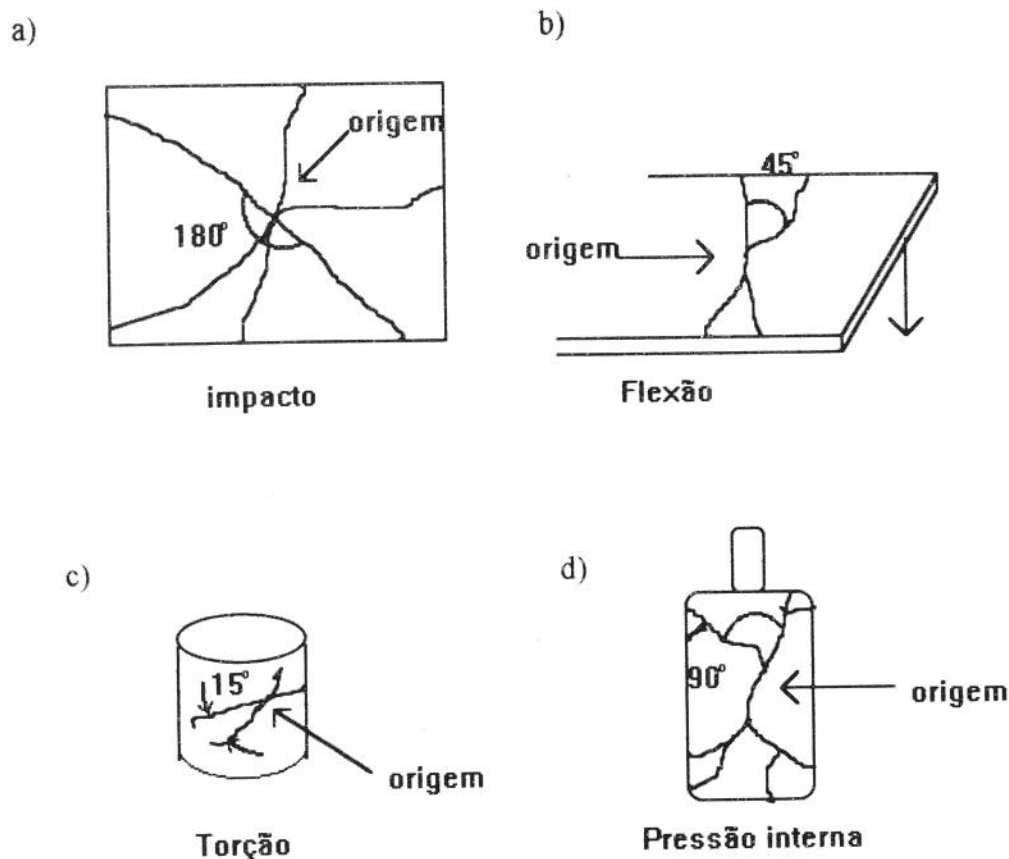 a)
origem
180°
impacto
b)
45°
origem
Flexão
c)
15°
origem
Torção
d)
90°
origem
Pressão interna